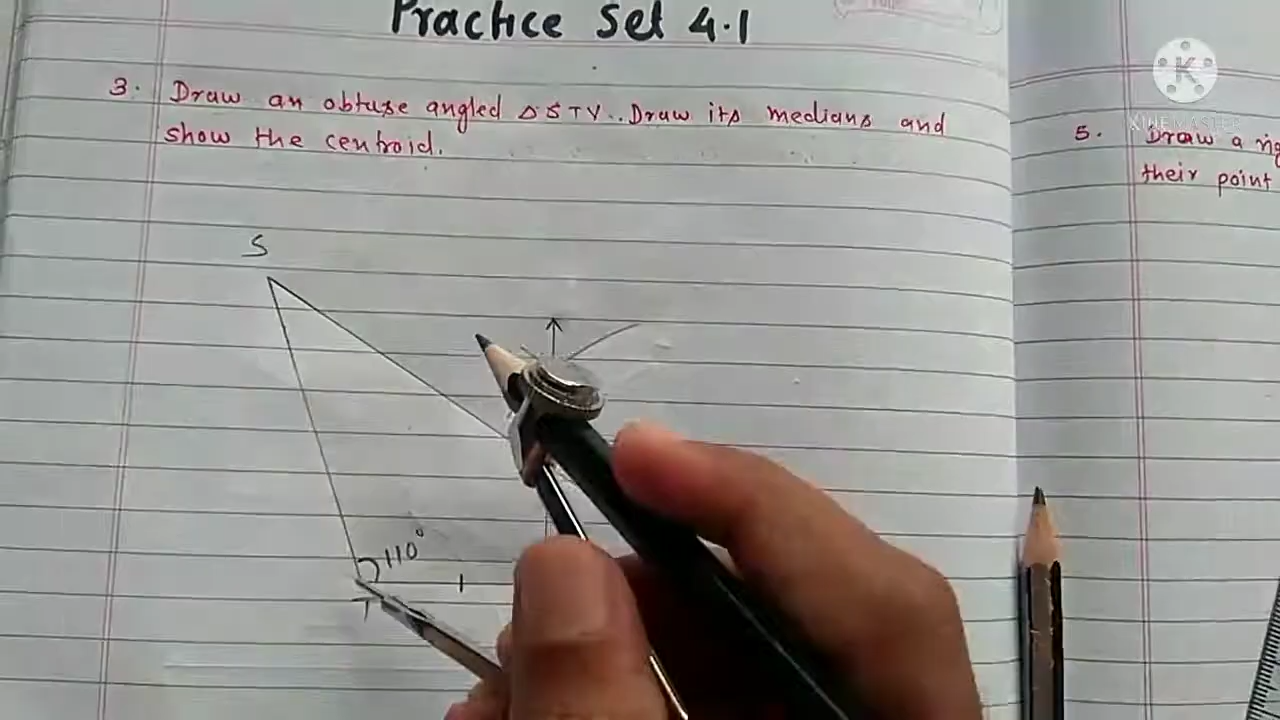 Practice Set 4.1
3. Draw an obtuse angled △STV. Draw its medians and
show the centroid.
S
110°
T
5. Draw a
their point
K
KINEMASTER